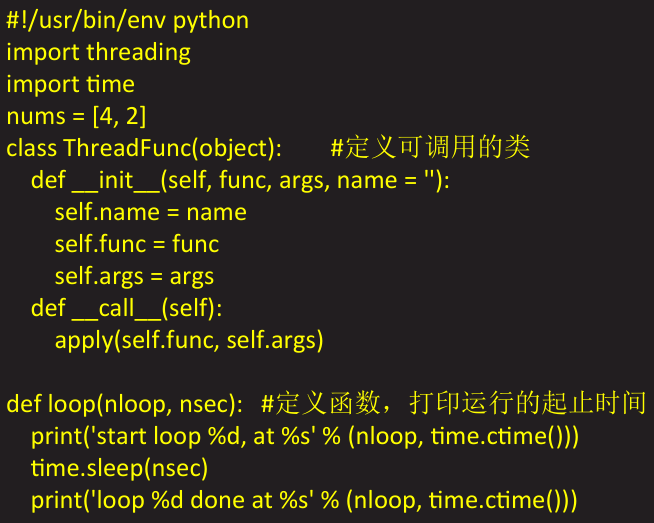 #!/usr/bin/env python
import threading
import time
nums = [4, 2]
class ThreadFunc(object): #定义可调用的类
def __init__(self, func, args, name = ''):
self.name = name
self.func = func
self.args = args
def __call__(self):
apply(self.func, self.args)
def loop(nloop, nsec): #定义函数，打印运行的起止时间
print('start loop %d, at %s' % (nloop, time.ctime()))
time.sleep(nsec)
print('loop %d done at %s' % (nloop, time.ctime()))